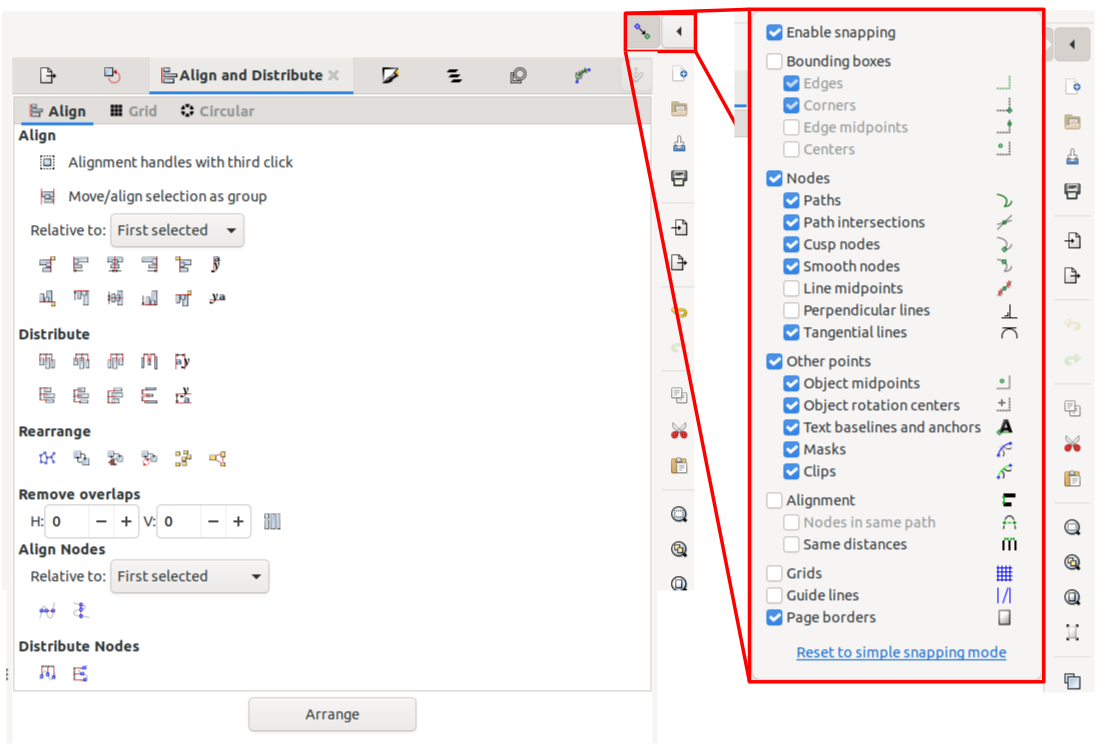 Align and Distribute
Align Grid Circular
Align
Alignment handles with third click
Move/align selection as group
Relative to: First selected
Distribute
Rearrange
Remove overlaps
H: 0 − + V: 0 − +
Align Nodes
Relative to: First selected
Distribute Nodes
Arrange
Enable snapping
Bounding boxes
Edges
Corners
Edge midpoints
Centers
Nodes
Paths
Path intersections
Cusp nodes
Smooth nodes
Line midpoints
Perpendicular lines
Tangential lines
Other points
Object midpoints
Object rotation centers
Text baselines and anchors
Masks
Clips
Alignment
Nodes in same path
Same distances
Grids
Guide lines
Page borders
Reset to simple snapping mode